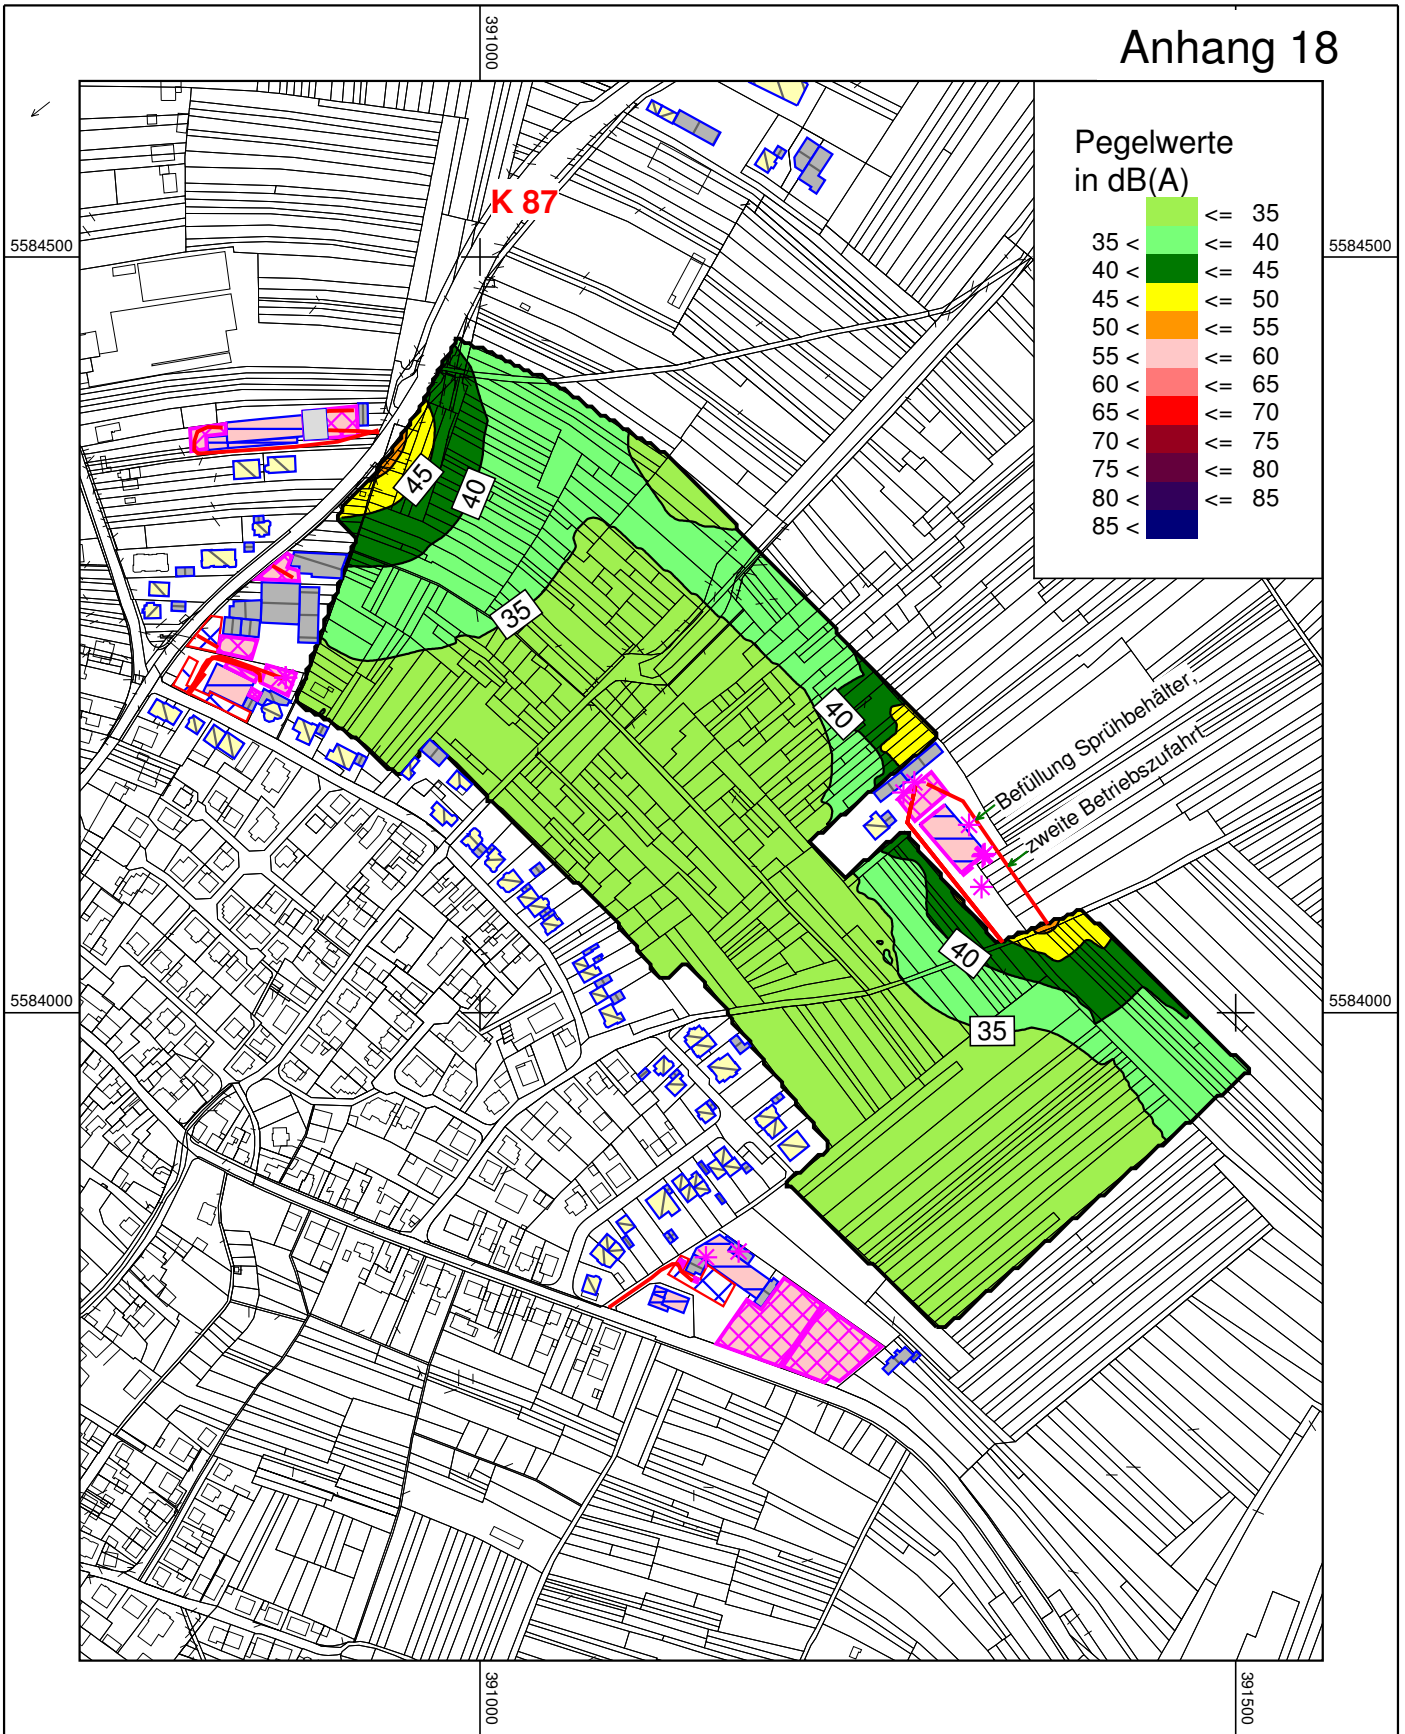 Anhang 18
391000
Pegelwerte
in dB(A)
<= 35
35 < <= 40
40 < <= 45
45 < <= 50
50 < <= 55
55 < <= 60
60 < <= 65
65 < <= 70
70 < <= 75
75 < <= 80
80 < <= 85
85 <
K 87
5584500
5584500
45
40
35
40
Befüllung Sprühbehälter,
zweite Betriebszufahrt
40
35
5584000
5584000
391000
391500